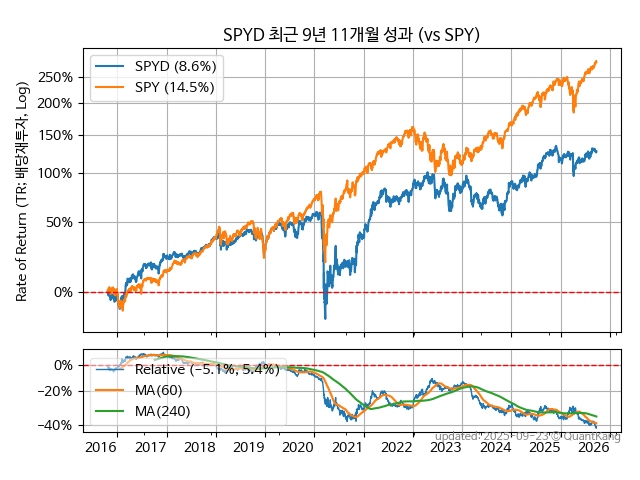 SPYD 최근 9년 11개월 성과 (vs SPY)
Rate of Return (TR: 배당재투자, Log)
SPYD (8.6%)
SPY (14.5%)
250%
200%
150%
100%
50%
0%
Relative (−5.1%, 5.4%)
MA(60)
MA(240)
0%
−20%
−40%
updated: 2025-09-23 © QuantKang
2016 2017 2018 2019 2020 2021 2022 2023 2024 2025 2026